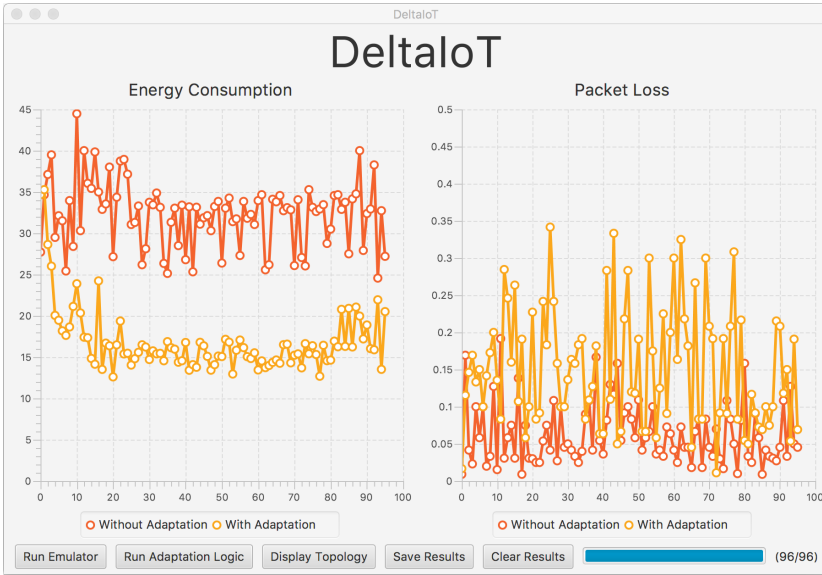 DeltaIoT
DeltaIoT
Energy Consumption
Packet Loss
45
40
35
30
25
20
15
10
5
0
0 10 20 30 40 50 60 70 80 90 100
0.5
0.45
0.4
0.35
0.3
0.25
0.2
0.15
0.1
0.05
0
0 10 20 30 40 50 60 70 80 90 100
Without Adaptation With Adaptation
Without Adaptation With Adaptation
Run Emulator Run Adaptation Logic Display Topology Save Results Clear Results (96/96)